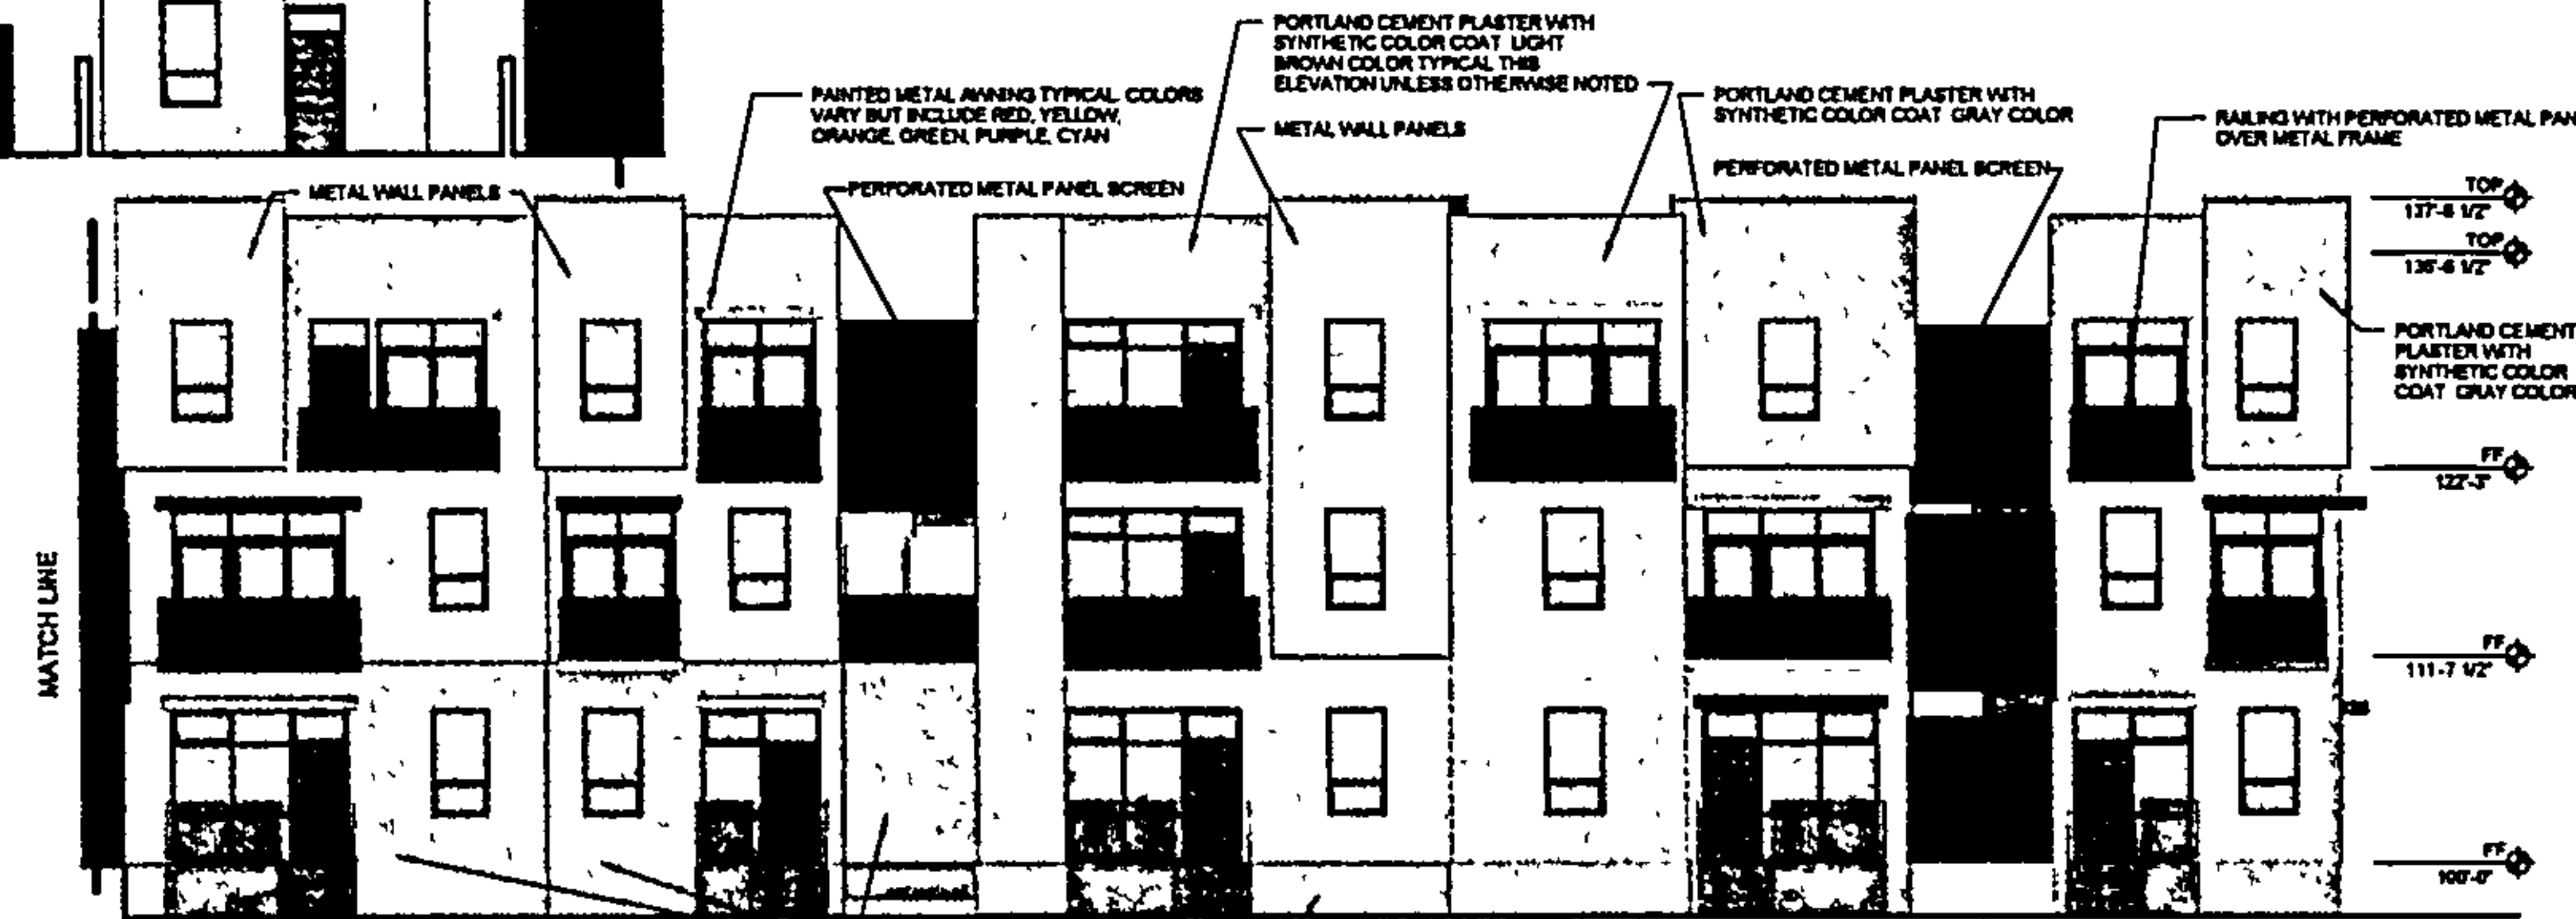 PORTLAND CEMENT PLASTER WITH
SYNTHETIC COLOR COAT LIGHT
BROWN COLOR TYPICAL THIS
ELEVATION UNLESS OTHERWISE NOTED
PAINTED METAL AWNING TYPICAL COLORS
VARY BUT INCLUDE RED, YELLOW,
ORANGE, GREEN, PURPLE, CYAN
METAL WALL PANELS
PORTLAND CEMENT PLASTER WITH
SYNTHETIC COLOR COAT GRAY COLOR
RAILING WITH PERFORATED METAL PAN
OVER METAL FRAME
METAL WALL PANELS
PERFORATED METAL PANEL SCREEN
PERFORATED METAL PANEL SCREEN
TOP
137'-6 1/2"
TOP
136'-6 1/2"
PORTLAND CEMENT
PLASTER WITH
SYNTHETIC COLOR
COAT GRAY COLOR
FF
122'-3"
MATCH LINE
FF
111'-7 1/2"
FF
100'-0"